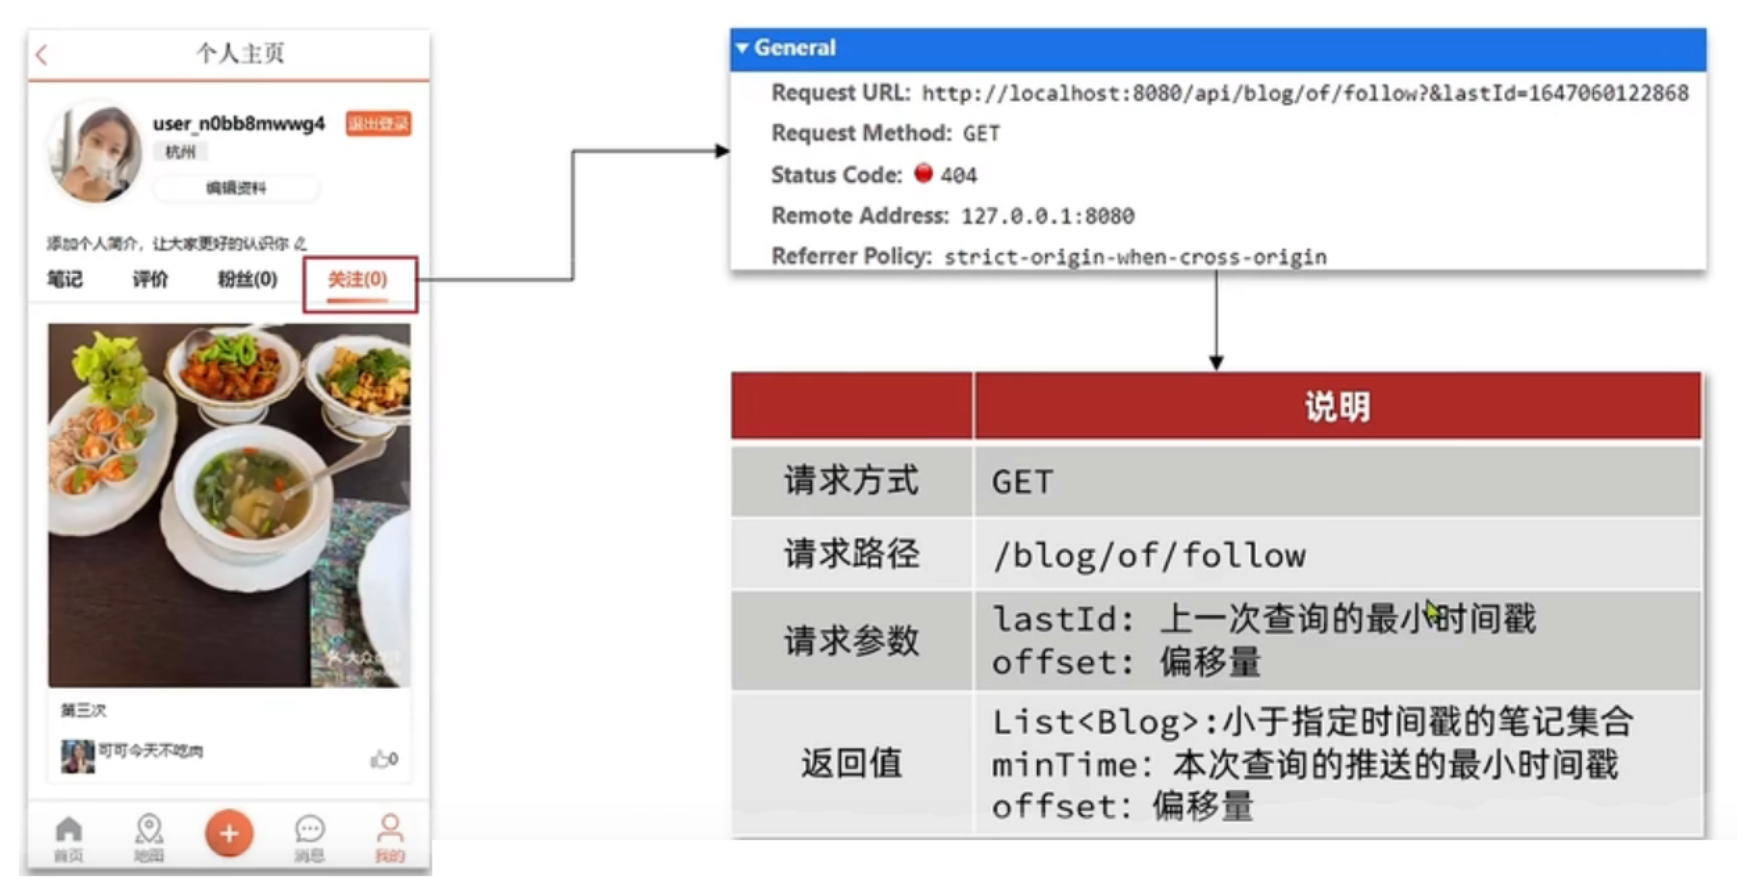 个人主页
user_n0bb8mwwg4
退出登录
杭州
编辑资料
添加个人简介，让大家更好的认识你
笔记
评价
粉丝(0)
关注(0)
第三次
可可今天不吃肉
0
首页
地图
消息
我的
General
Request URL: http://localhost:8080/api/blog/of/follow?&lastId=1647060122868
Request Method: GET
Status Code: 404
Remote Address: 127.0.0.1:8080
Referrer Policy: strict-origin-when-cross-origin
说明
请求方式
GET
请求路径
/blog/of/follow
请求参数
lastId: 上一次查询的最小时间戳
offset: 偏移量
返回值
List<Blog>:小于指定时间戳的笔记集合
minTime: 本次查询的推送的最小时间戳
offset: 偏移量